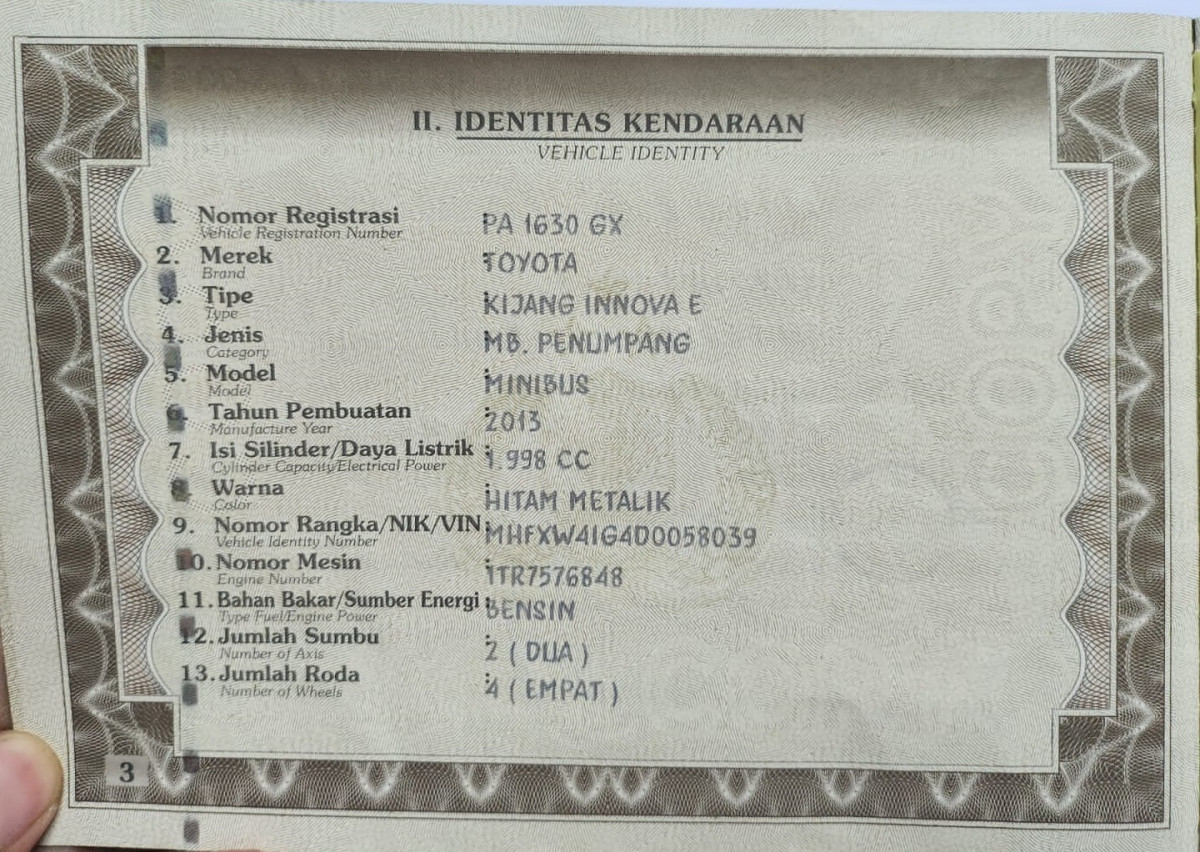 II. IDENTITAS KENDARAAN
VEHICLE IDENTITY
1. Nomor Registrasi : PA 1630 GX
Vehicle Registration Number
2. Merek : TOYOTA
Brand
3. Tipe : KIJANG INNOVA E
Type
4. Jenis : MB. PENUMPANG
Category
5. Model : MINIBUS
Model
6. Tahun Pembuatan : 2013
Manufacture Year
7. Isi Silinder/Daya Listrik : 1.998 CC
Cylinder Capacity/Electrical Power
8. Warna : HITAM METALIK
Color
9. Nomor Rangka/NIK/VIN : MHFXW41G4D0058039
Vehicle Identity Number
10. Nomor Mesin : 1TR7576848
Engine Number
11. Bahan Bakar/Sumber Energi : BENSIN
Type Fuel/Engine Power
12. Jumlah Sumbu : 2 ( DUA )
Number of Axis
13. Jumlah Roda : 4 ( EMPAT )
Number of Wheels
3